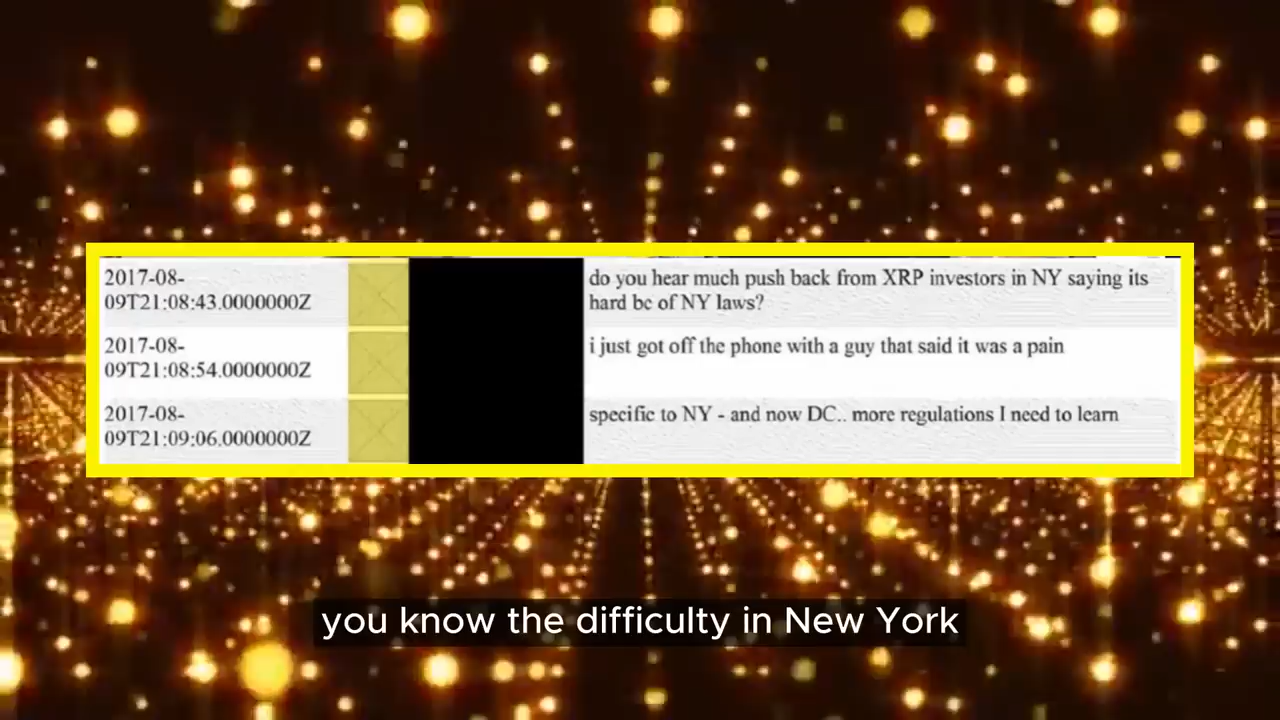 2017-08-
09T21:08:43.0000000Z
do you hear much push back from XRP investors in NY saying its
hard bc of NY laws?
2017-08-
09T21:08:54.0000000Z
i just got off the phone with a guy that said it was a pain
2017-08-
09T21:09:06.0000000Z
specific to NY - and now DC.. more regulations I need to learn
you know the difficulty in New York